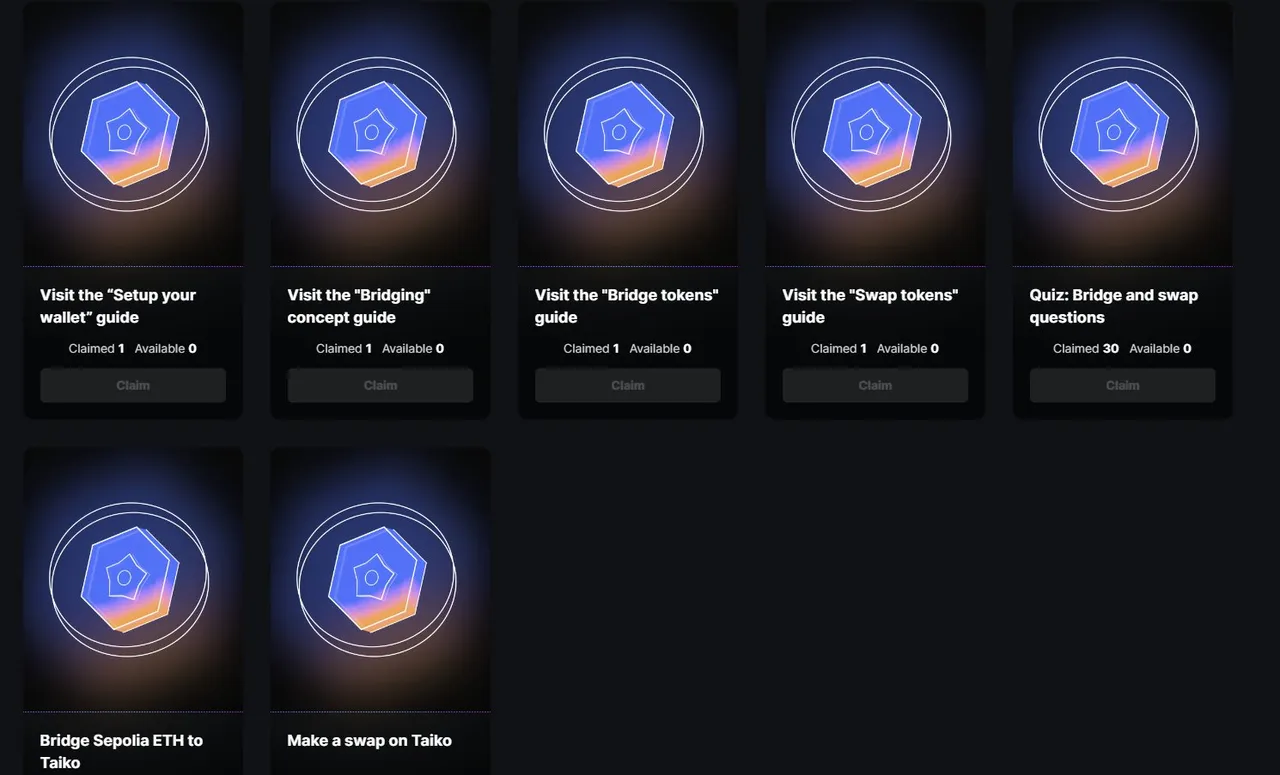 Visit the “Setup your
wallet” guide
Claimed 1 Available 0
Claim
Visit the "Bridging"
concept guide
Claimed 1 Available 0
Claim
Visit the "Bridge tokens"
guide
Claimed 1 Available 0
Claim
Visit the "Swap tokens"
guide
Claimed 1 Available 0
Claim
Quiz: Bridge and swap
questions
Claimed 30 Available 0
Claim
Bridge Sepolia ETH to
Taiko
Make a swap on Taiko